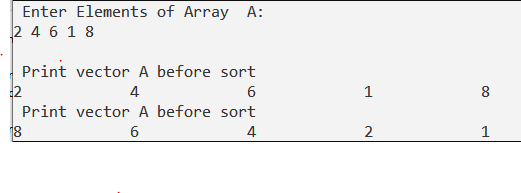 Enter Elements of Array A:
2 4 6 1 8
Print vector A before sort
2 4 6 1 8
Print vector A before sort
8 6 4 2 1